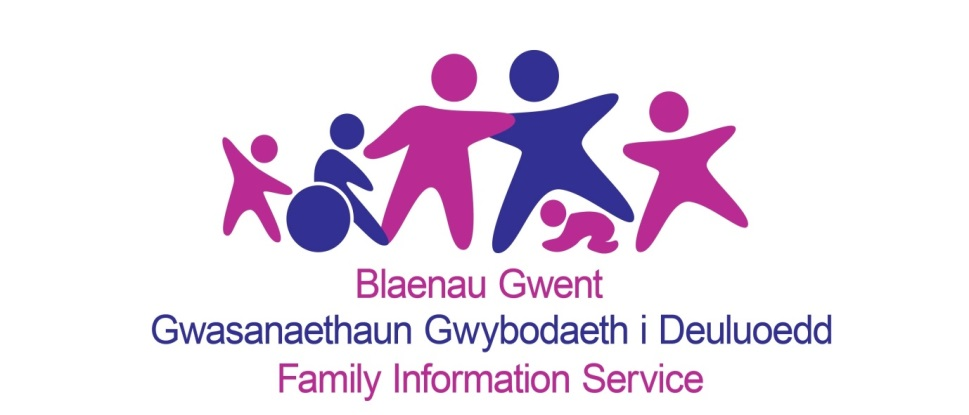 Blaenau Gwent
Gwasanaethaun Gwybodaeth i Deuluoedd
Family Information Service